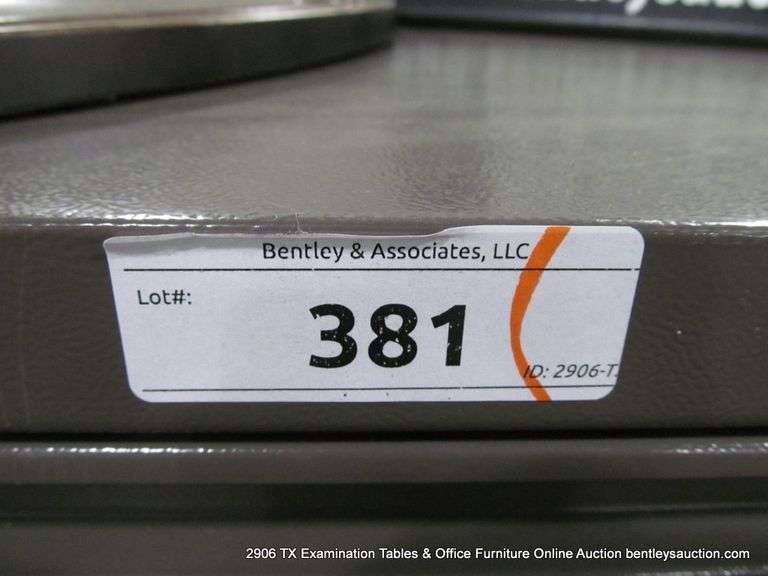 Bentley & Associates, LLC
Lot#:
381
ID: 2906-T
2906 TX Examination Tables & Office Furniture Online Auction bentleysauction.com